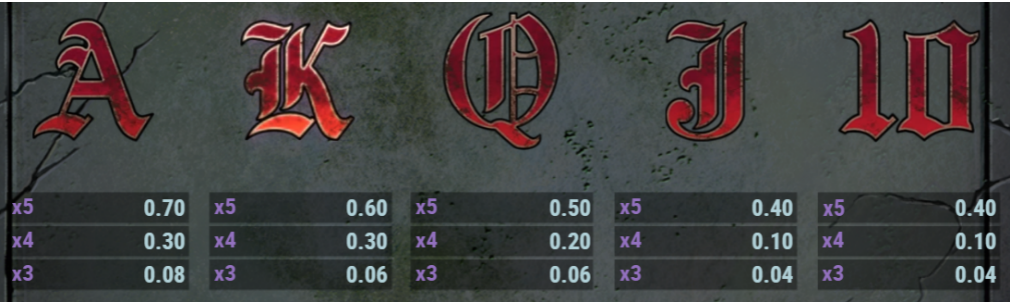 A K Q J 10
x5 0.70 x5 0.60 x5 0.50 x5 0.40 x5 0.40
x4 0.30 x4 0.30 x4 0.20 x4 0.10 x4 0.10
x3 0.08 x3 0.06 x3 0.06 x3 0.04 x3 0.04